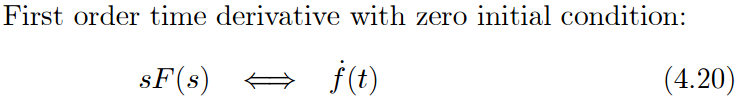 First order time derivative with zero initial condition:
sF(s) ⟺ ḟ(t) (4.20)